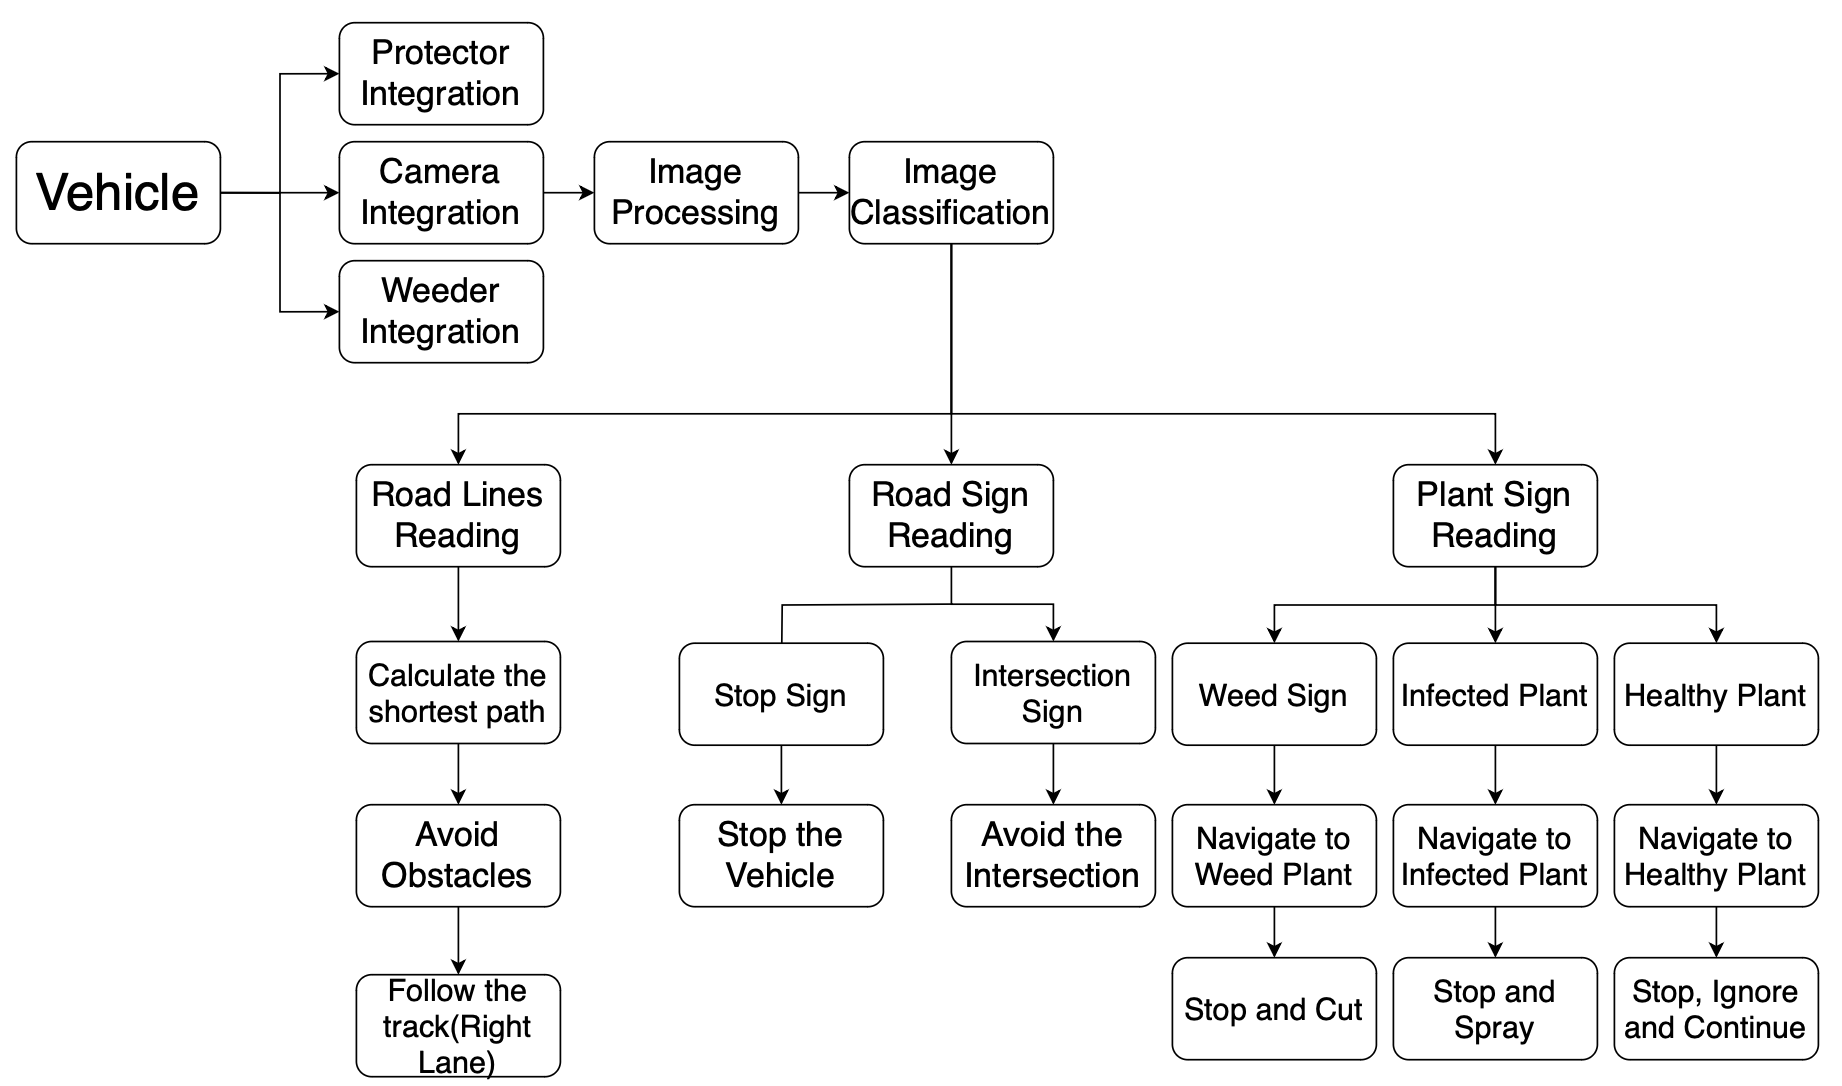 Protector
Integration
Vehicle
Camera
Integration
Image
Processing
Image
Classification
Weeder
Integration
Road Lines
Reading
Road Sign
Reading
Plant Sign
Reading
Calculate the
shortest path
Stop Sign
Intersection
Sign
Weed Sign
Infected Plant
Healthy Plant
Avoid
Obstacles
Stop the
Vehicle
Avoid the
Intersection
Navigate to
Weed Plant
Navigate to
Infected Plant
Navigate to
Healthy Plant
Follow the
track(Right
Lane)
Stop and Cut
Stop and
Spray
Stop, Ignore
and Continue